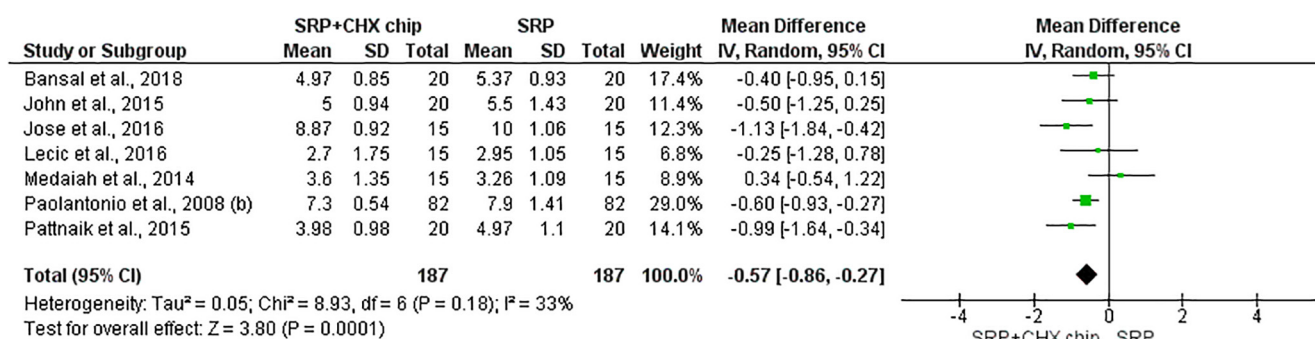 SRP+CHX chip SRP Mean Difference Mean Difference
Study or Subgroup Mean SD Total Mean SD Total Weight IV, Random, 95% CI IV, Random, 95% CI
Bansal et al., 2018 4.97 0.85 20 5.37 0.93 20 17.4% -0.40 [-0.95, 0.15]
John et al., 2015 5 0.94 20 5.5 1.43 20 11.4% -0.50 [-1.25, 0.25]
Jose et al., 2016 8.87 0.92 15 10 1.06 15 12.3% -1.13 [-1.84, -0.42]
Lecic et al., 2016 2.7 1.75 15 2.95 1.05 15 6.8% -0.25 [-1.28, 0.78]
Medaiah et al., 2014 3.6 1.35 15 3.26 1.09 15 8.9% 0.34 [-0.54, 1.22]
Paolantonio et al., 2008 (b) 7.3 0.54 82 7.9 1.41 82 29.0% -0.60 [-0.93, -0.27]
Pattnaik et al., 2015 3.98 0.98 20 4.97 1.1 20 14.1% -0.99 [-1.64, -0.34]
Total (95% CI) 187 187 100.0% -0.57 [-0.86, -0.27]
Heterogeneity: Tau² = 0.05; Chi² = 8.93, df = 6 (P = 0.18); I² = 33%
Test for overall effect: Z = 3.80 (P = 0.0001)
-4 -2 0 2 4
SRP+CHX chip SRP